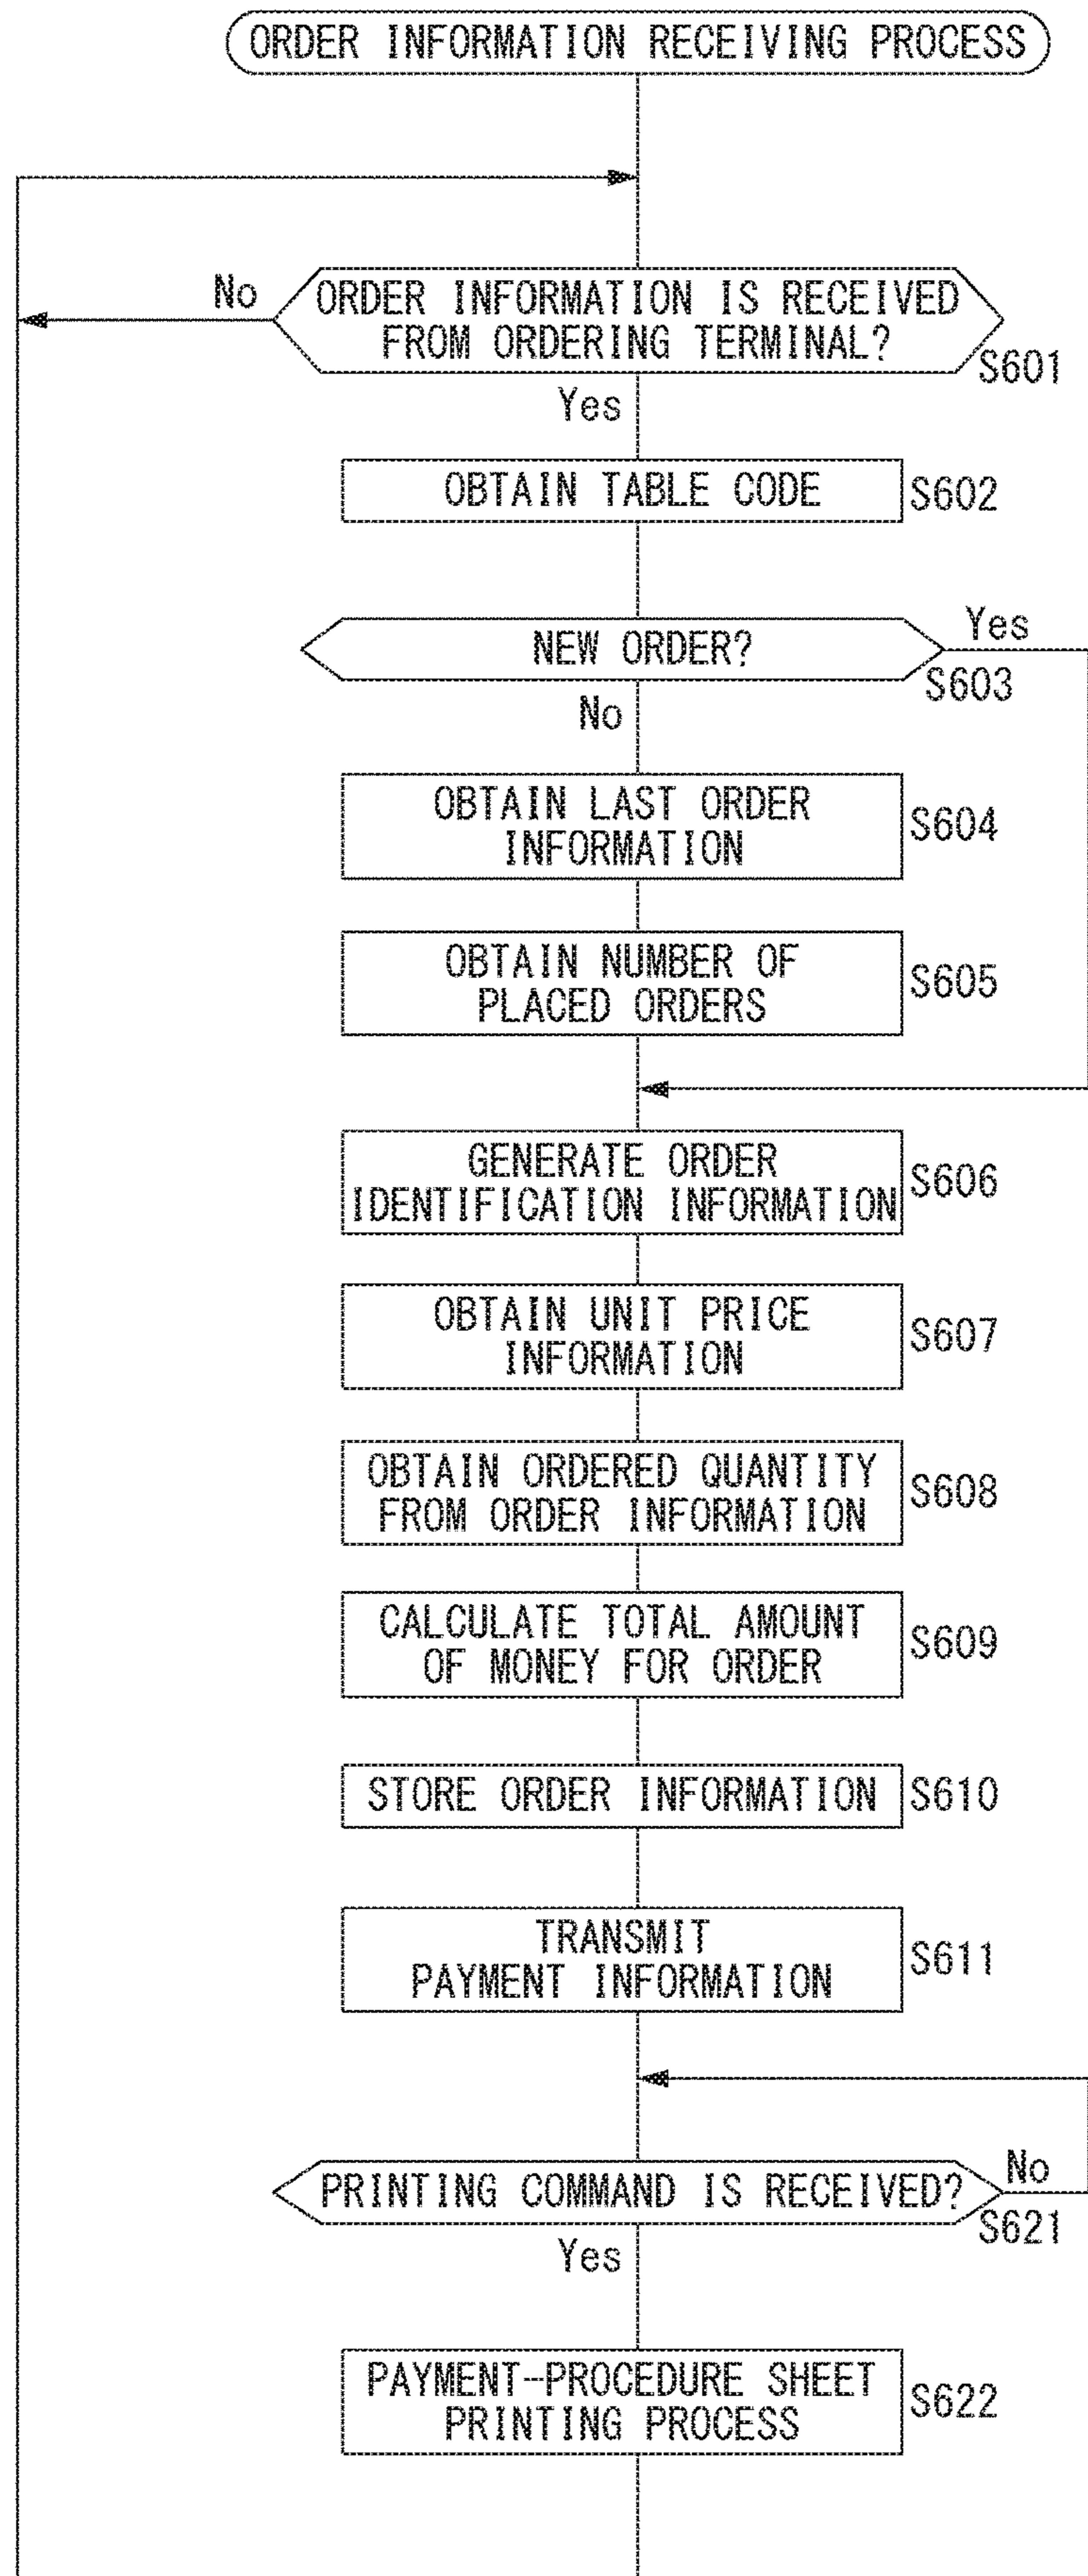 ORDER INFORMATION RECEIVING PROCESS
No
ORDER INFORMATION IS RECEIVED
FROM ORDERING TERMINAL?
S601
Yes
OBTAIN TABLE CODE
S602
NEW ORDER?
Yes
S603
No
OBTAIN LAST ORDER
INFORMATION
S604
OBTAIN NUMBER OF
PLACED ORDERS
S605
GENERATE ORDER
IDENTIFICATION INFORMATION
S606
OBTAIN UNIT PRICE
INFORMATION
S607
OBTAIN ORDERED QUANTITY
FROM ORDER INFORMATION
S608
CALCULATE TOTAL AMOUNT
OF MONEY FOR ORDER
S609
STORE ORDER INFORMATION
S610
TRANSMIT
PAYMENT INFORMATION
S611
PRINTING COMMAND IS RECEIVED?
No
S621
Yes
PAYMENT-PROCEDURE SHEET
PRINTING PROCESS
S622